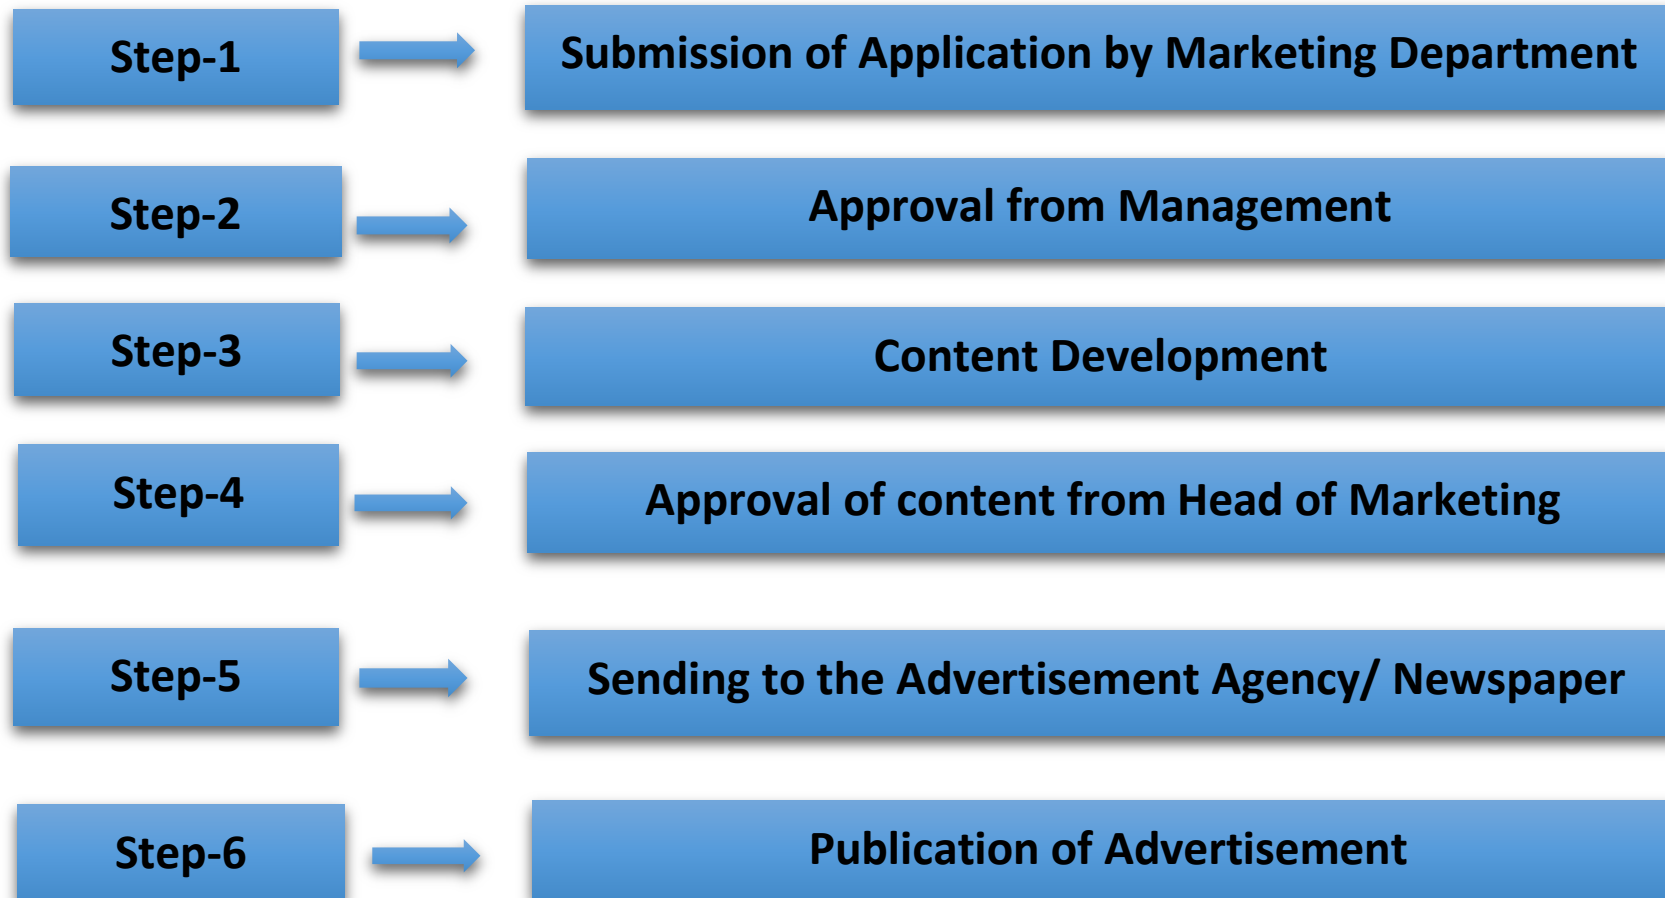 Step-1
Submission of Application by Marketing Department
Step-2
Approval from Management
Step-3
Content Development
Step-4
Approval of content from Head of Marketing
Step-5
Sending to the Advertisement Agency/ Newspaper
Step-6
Publication of Advertisement